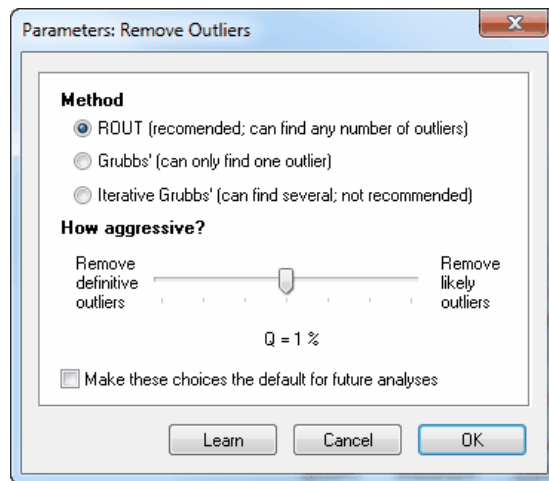 Parameters: Remove Outliers
Method
ROUT (recomended; can find any number of outliers)
Grubbs' (can only find one outlier)
Iterative Grubbs' (can find several; not recommended)
How aggressive?
Remove
definitive
outliers
Remove
likely
outliers
Q = 1 %
Make these choices the default for future analyses
Learn
Cancel
OK